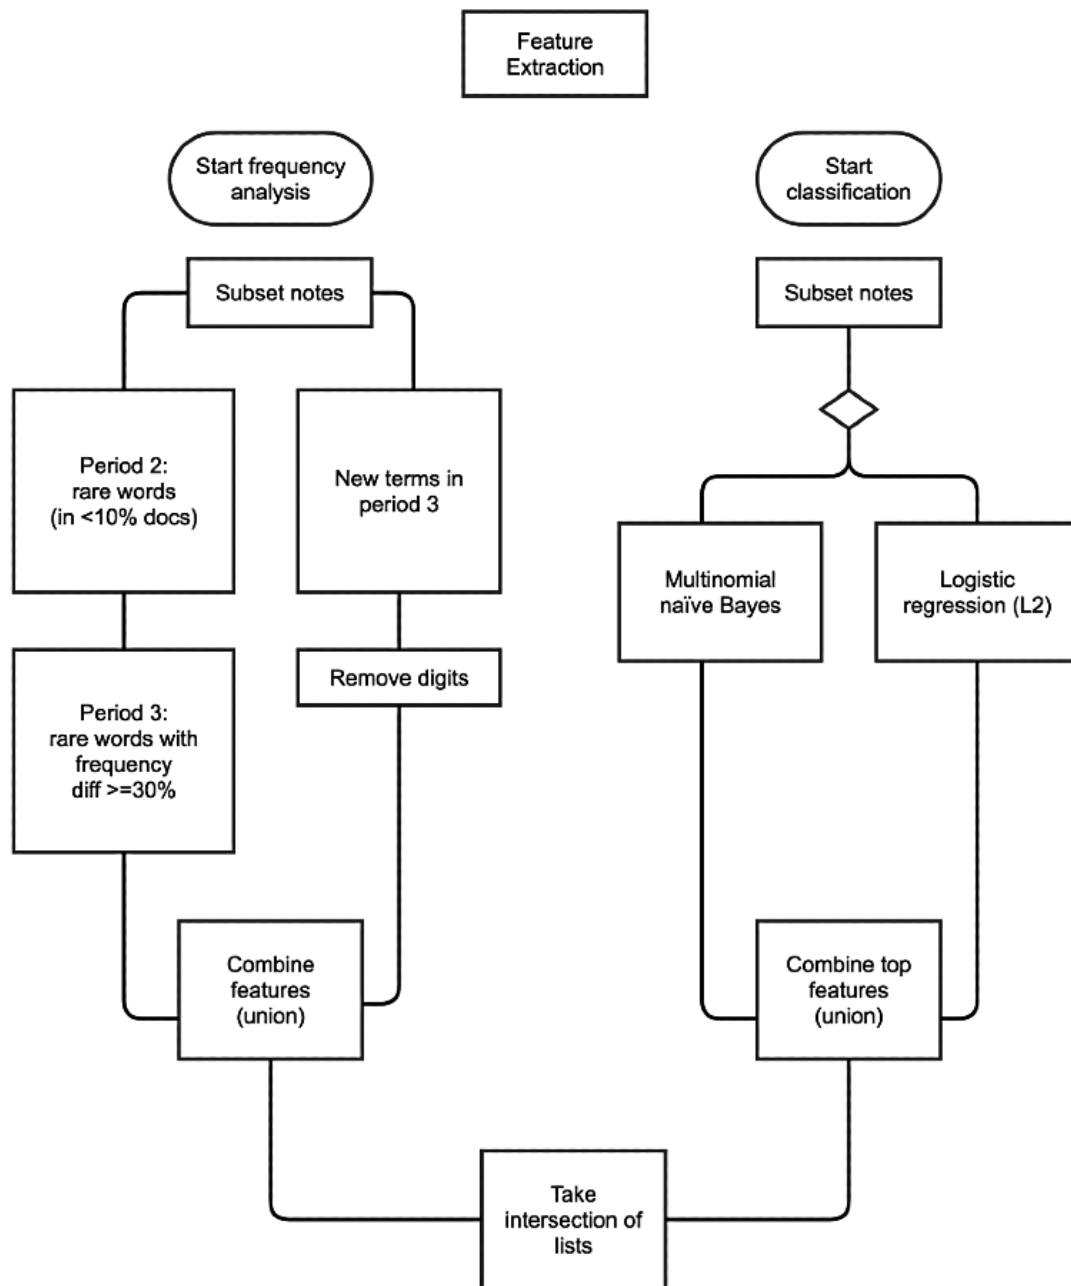 Feature
Extraction
Start frequency
analysis
Start
classification
Subset notes
Subset notes
Period 2:
rare words
(in <10% docs)
New terms in
period 3
Multinomial
naïve Bayes
Logistic
regression (L2)
Remove digits
Period 3:
rare words with
frequency
diff >=30%
Combine
features
(union)
Combine top
features
(union)
Take
intersection of
lists